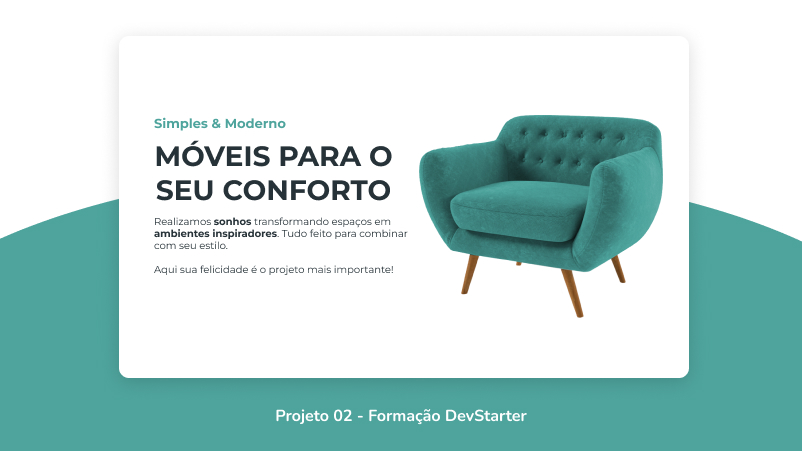 Simples & Moderno
MÓVEIS PARA O
SEU CONFORTO
Realizamos sonhos transformando espaços em
ambientes inspiradores. Tudo feito para combinar
com seu estilo.
Aqui sua felicidade é o projeto mais importante!
Projeto 02 - Formação DevStarter